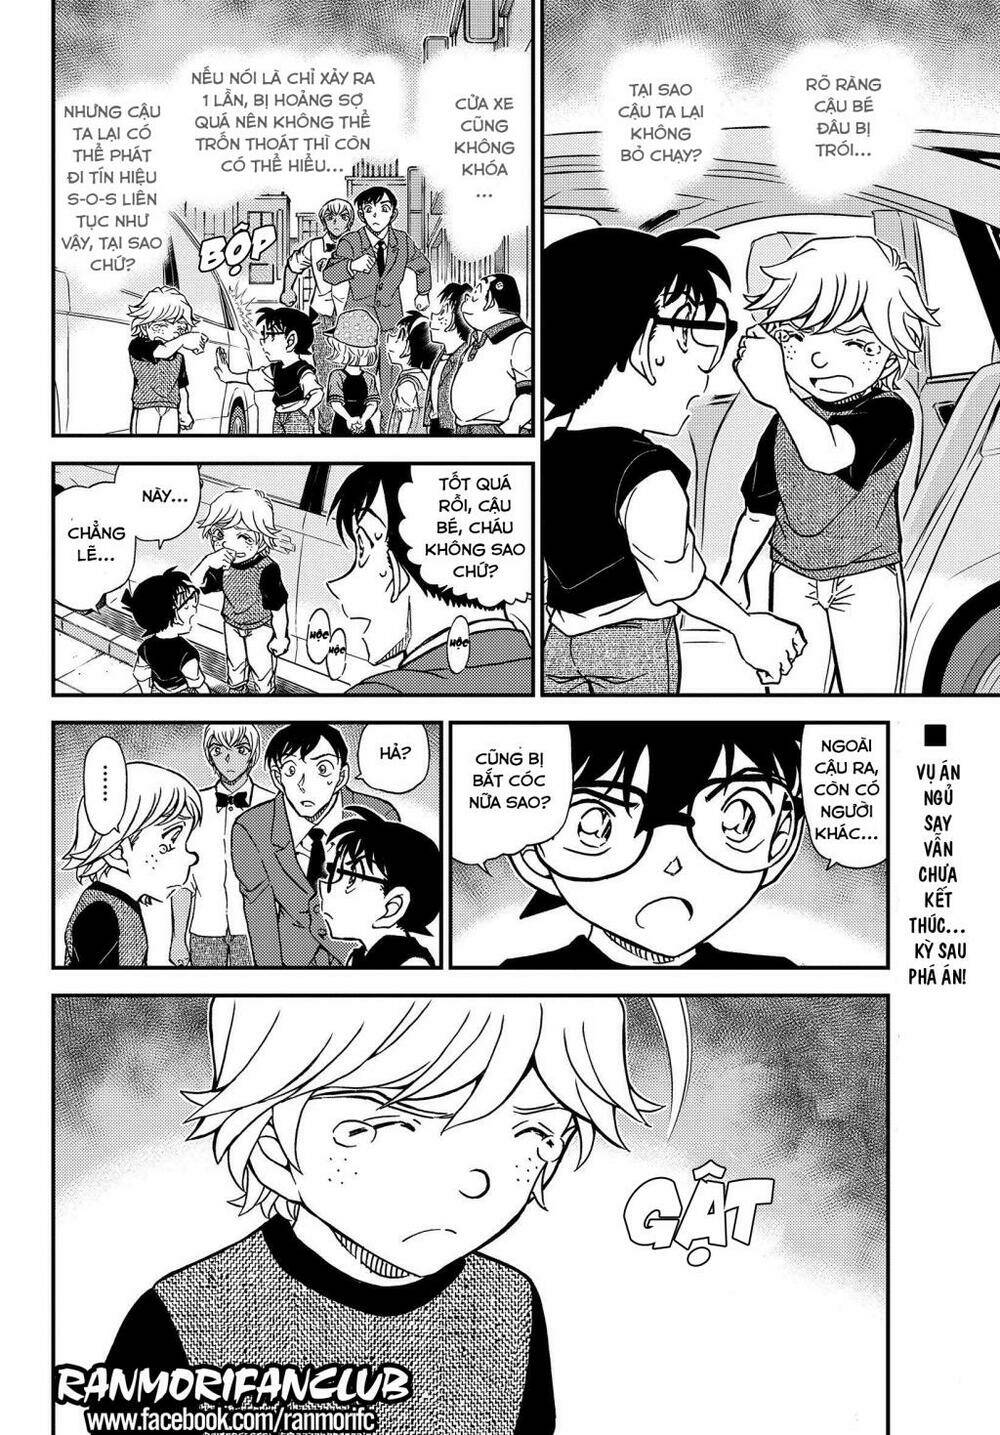 RÕ RÀNG
CẬU BÉ
ĐÂU BỊ
TRÓI...
TẠI SAO
CẬU TA LẠI
KHÔNG
BỎ CHẠY?
CỬA XE
CŨNG
KHÔNG
KHÓA
...
NẾU NÓI LÀ CHỈ XẢY RA
1 LẦN, BỊ HOẢNG SỢ
QUÁ NÊN KHÔNG THỂ
TRỐN THOÁT THÌ CÒN
CÓ THỂ HIỂU...
NHƯNG CẬU
TA LẠI CÓ
THỂ PHÁT
ĐI TÍN HIỆU
S-O-S LIÊN
TỤC NHƯ
VẬY, TẠI SAO
CHỨ?
BỘP
TỐT QUÁ
RỒI, CẬU
BÉ, CHÁU
KHÔNG SAO
CHỨ?
HỘC
HỘC
HỘC
NÀY...
CHẲNG
LẼ...
NGOÀI
CẬU RA,
CÒN CÓ
NGƯỜI
KHÁC...
CŨNG BỊ
BẮT CÓC
NỮA SAO?
HẢ?
......
GẬT
VỤ ÁN
NGỦ
SAY
VẪN
CHƯA
KẾT
THÚC...
KỲ SAU
PHÁ ÁN!
RANMORIFANCLUB
www.facebook.com/ranmorifc